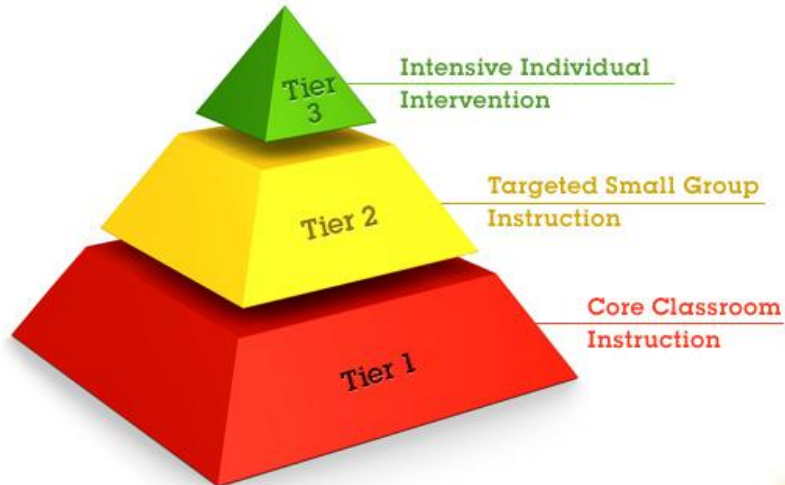 Tier
3
Intensive Individual
Intervention
Tier 2
Targeted Small Group
Instruction
Tier 1
Core Classroom
Instruction